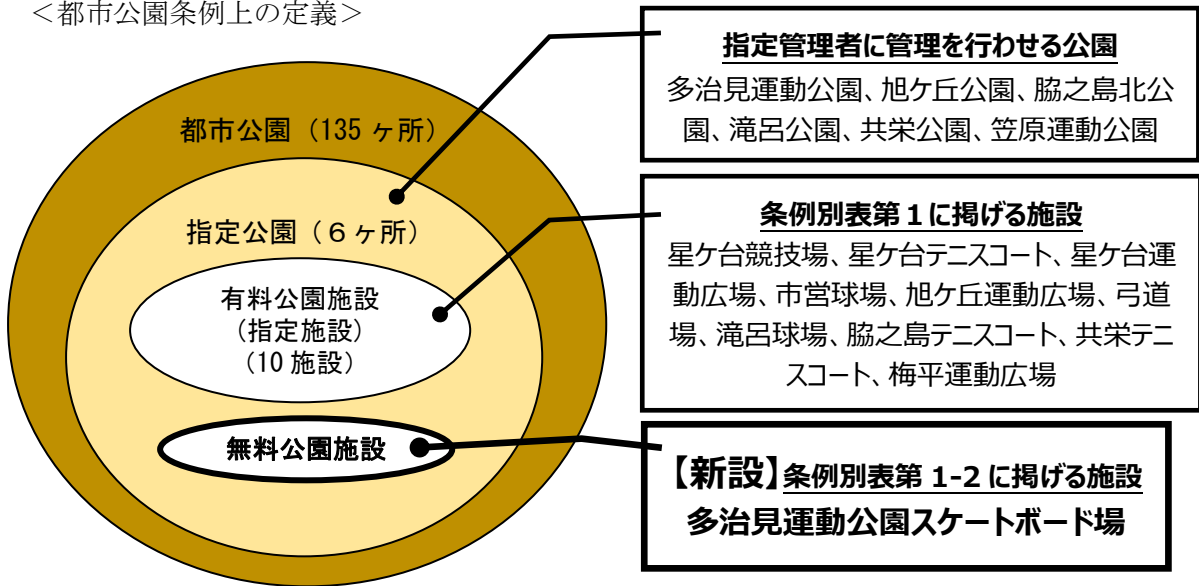 ＜都市公園条例上の定義＞
都市公園（135 ヶ所）
指定公園（６ヶ所）
有料公園施設
(指定施設)
(10 施設)
無料公園施設
指定管理者に管理を行わせる公園
多治見運動公園、旭ケ丘公園、脇之島北公
園、滝呂公園、共栄公園、笠原運動公園
条例別表第１に掲げる施設
星ケ台競技場、星ケ台テニスコート、星ケ台運
動広場、市営球場、旭ケ丘運動広場、弓道
場、滝呂球場、脇之島テニスコート、共栄テニ
スコート、梅平運動広場
【新設】条例別表第 1-2 に掲げる施設
多治見運動公園スケートボード場